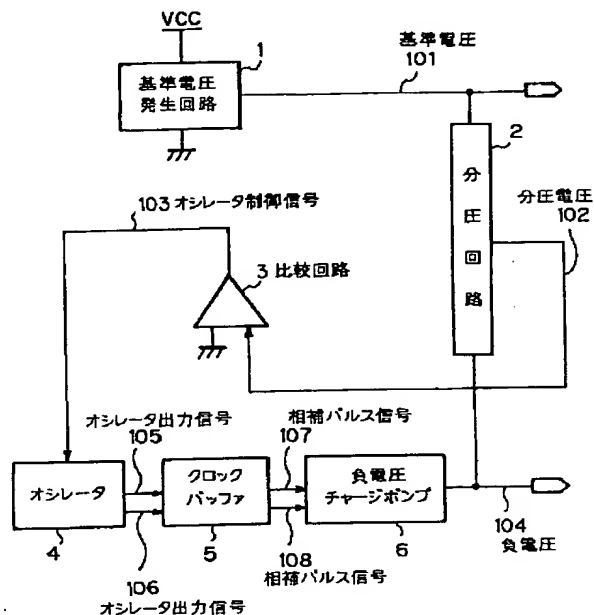 VCC
1
基準電圧
発生回路
基準電圧
101
2
分圧回路
分圧電圧
102
103 オシレータ制御信号
3 比較回路
オシレータ出力信号
105
相補パルス信号
107
オシレータ
クロック
バッファ
負電圧
チャージポンプ
4
5
6
104
負電圧
106
オシレータ出力信号
108
相補パルス信号